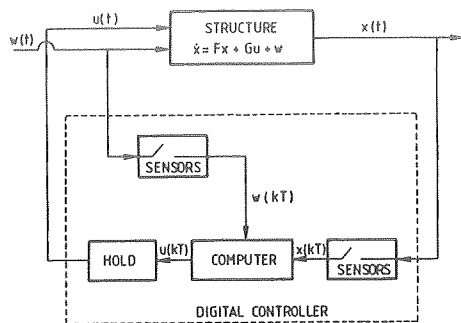 u(t)
STRUCTURE
x(t)
w(t)
ẋ = Fx + Gu + w
SENSORS
w(kT)
HOLD
u(kT)
COMPUTER
x(kT)
SENSORS
DIGITAL CONTROLLER